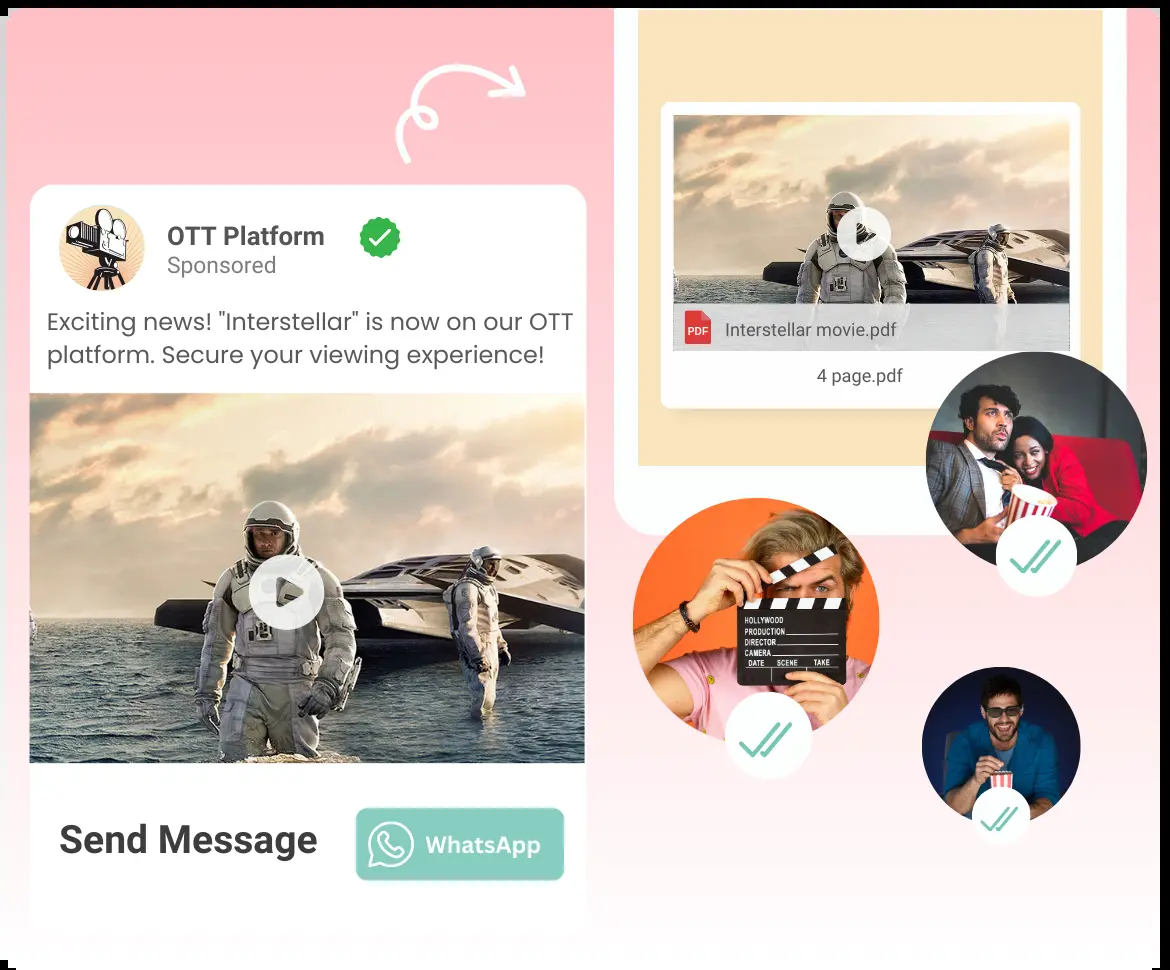 OTT Platform
Sponsored
Exciting news! "Interstellar" is now on our OTT
platform. Secure your viewing experience!
Send Message
WhatsApp
PDF
Interstellar movie.pdf
4 page.pdf
HOLLYWOOD
PRODUCTION
DIRECTOR
CAMERA
DATE SCENE TAKE